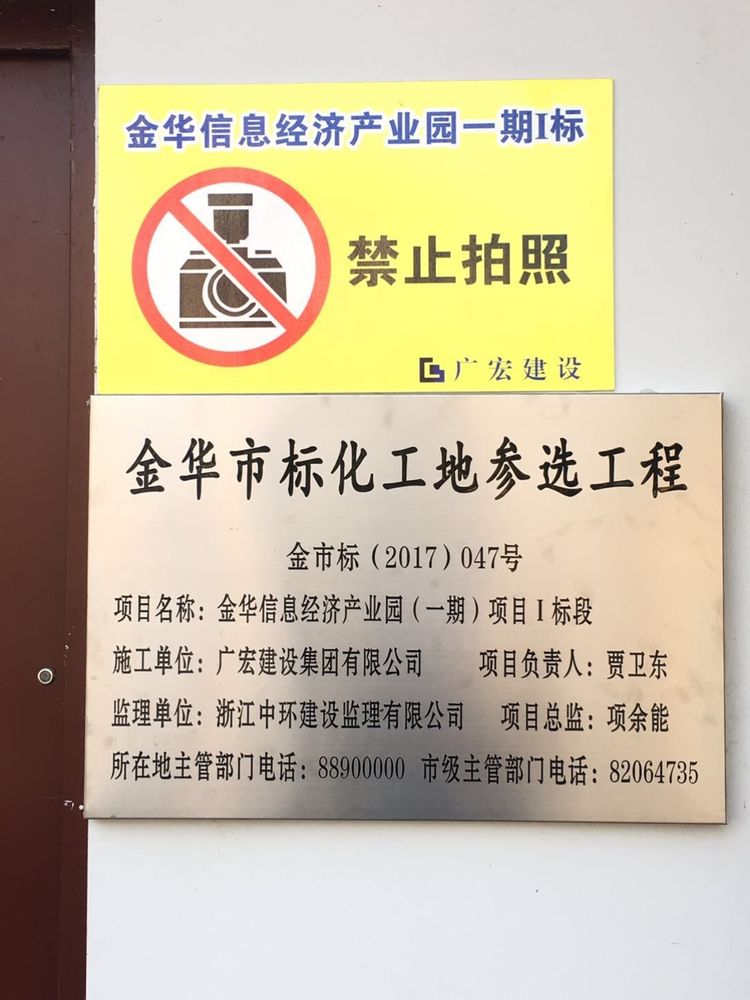 金华信息经济产业园一期I标
禁止拍照
广宏建设
金华市标化工地参选工程
金市标（2017）047号
项目名称：金华信息经济产业园（一期）项目I标段
施工单位：广宏建设集团有限公司 项目负责人：贾卫东
监理单位：浙江中环建设监理有限公司 项目总监：项余能
所在地主管部门电话：88900000 市级主管部门电话：82064735